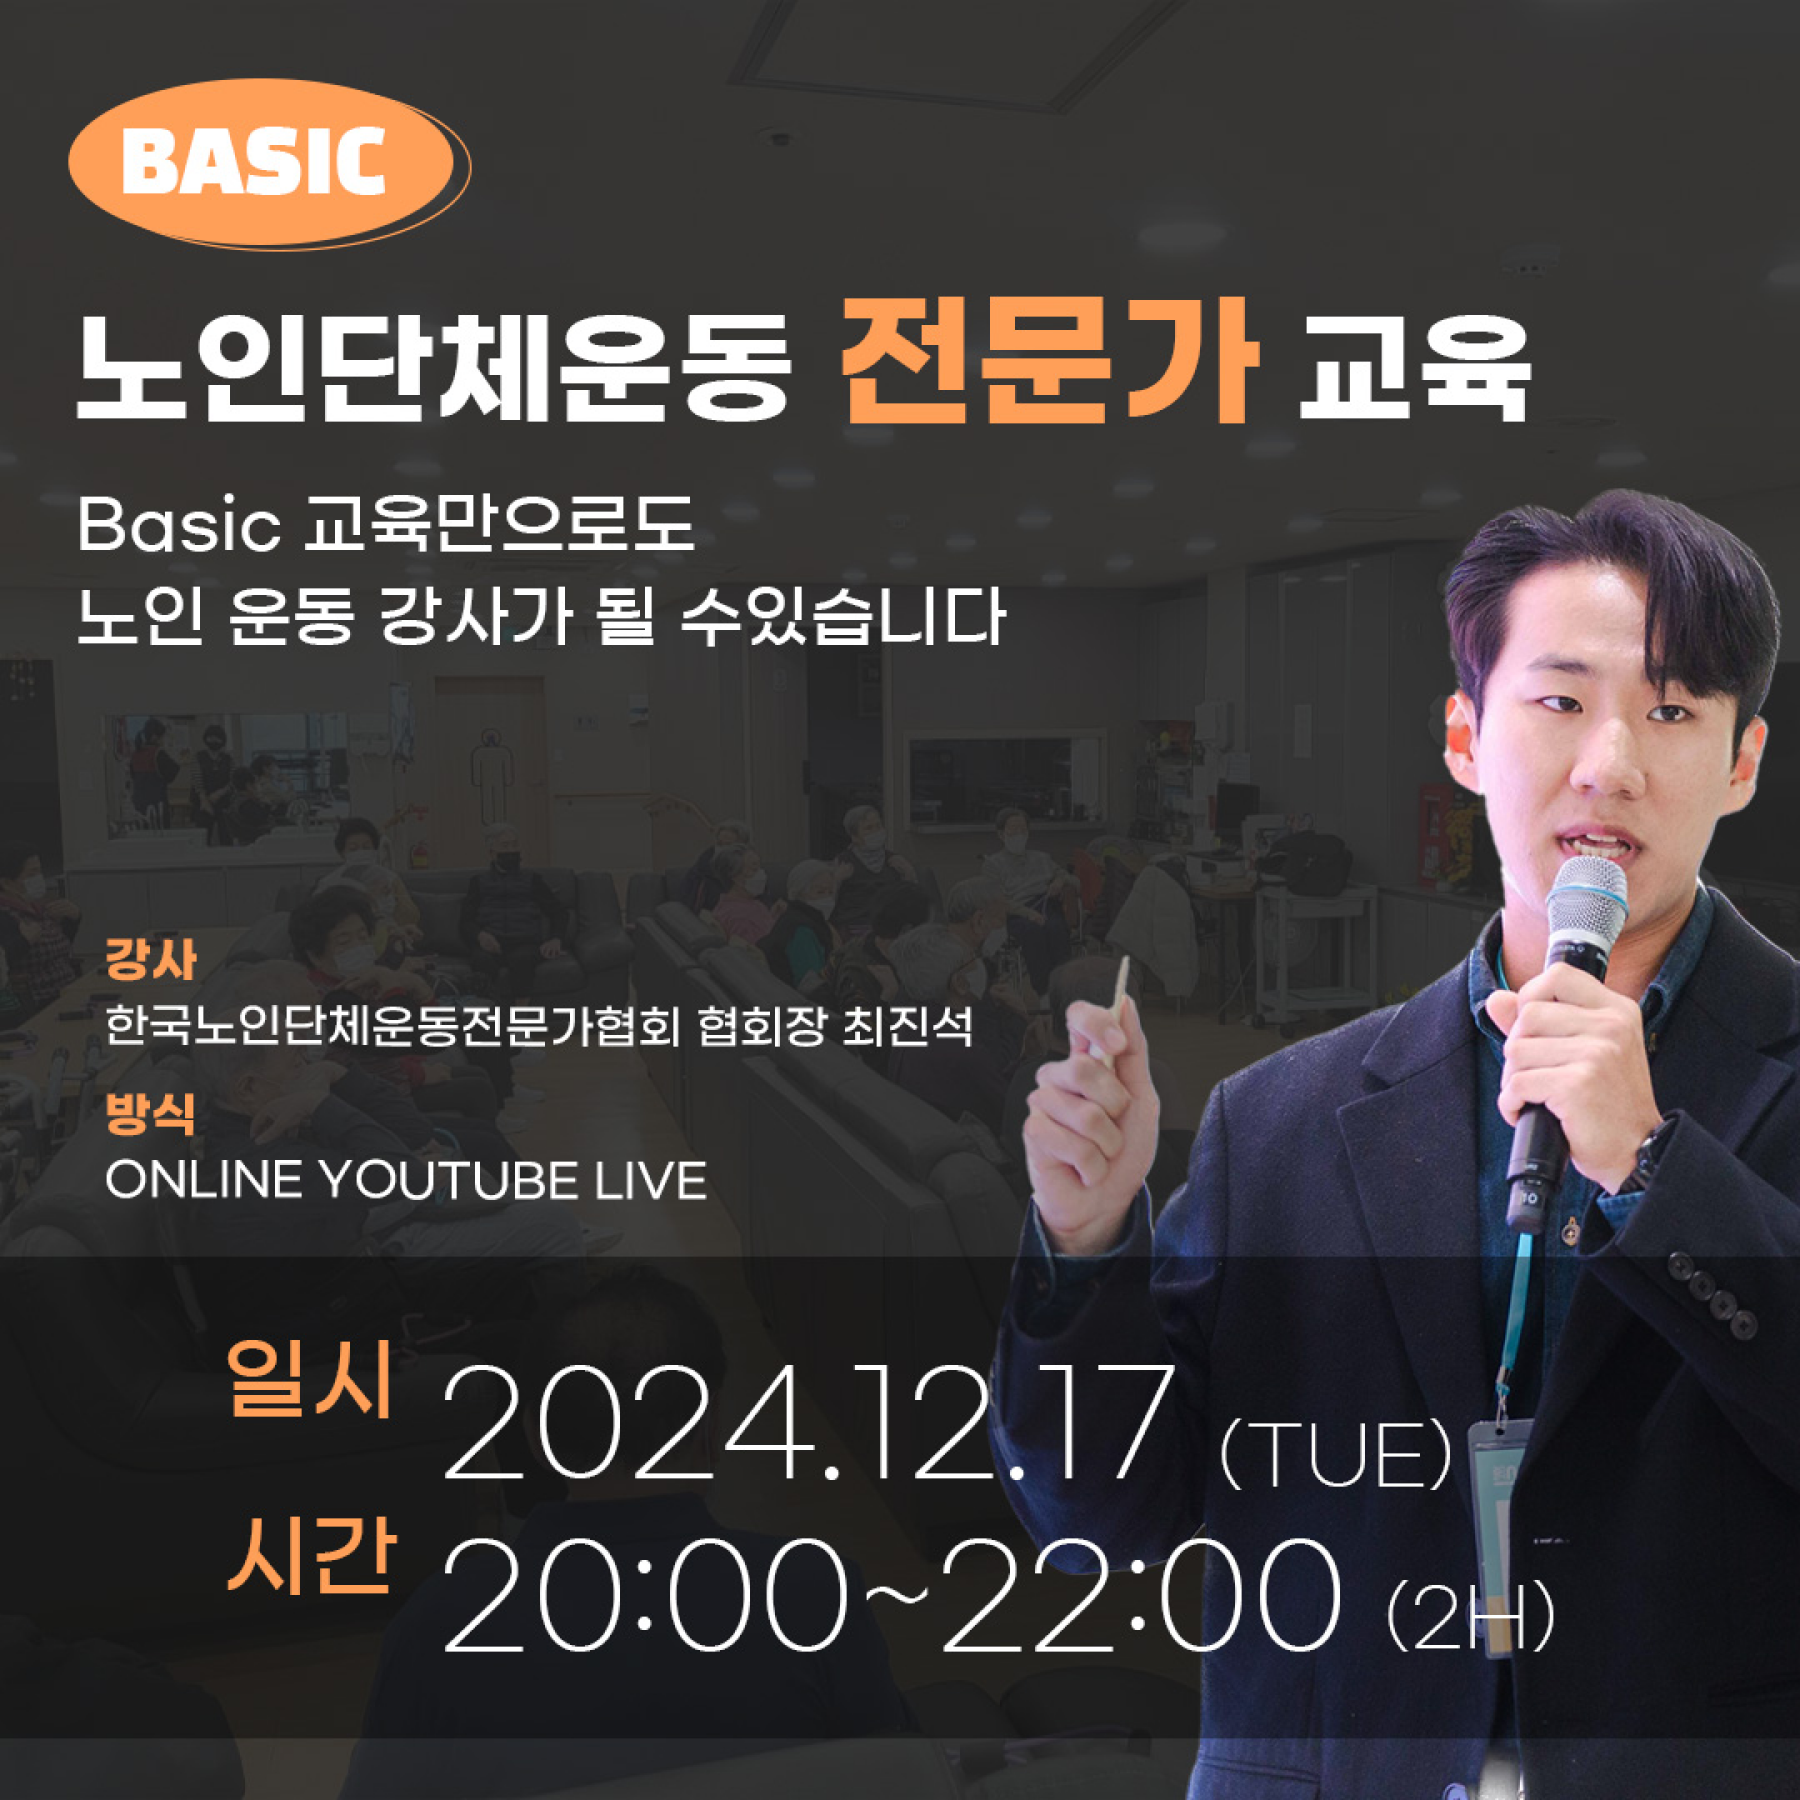 BASIC
노인단체운동 전문가 교육
Basic 교육만으로도
노인 운동 강사가 될 수있습니다
강사
한국노인단체운동전문가협회 협회장 최진석
방식
ONLINE YOUTUBE LIVE
일시 2024.12.17 (TUE)
시간 20:00~22:00 (2H)